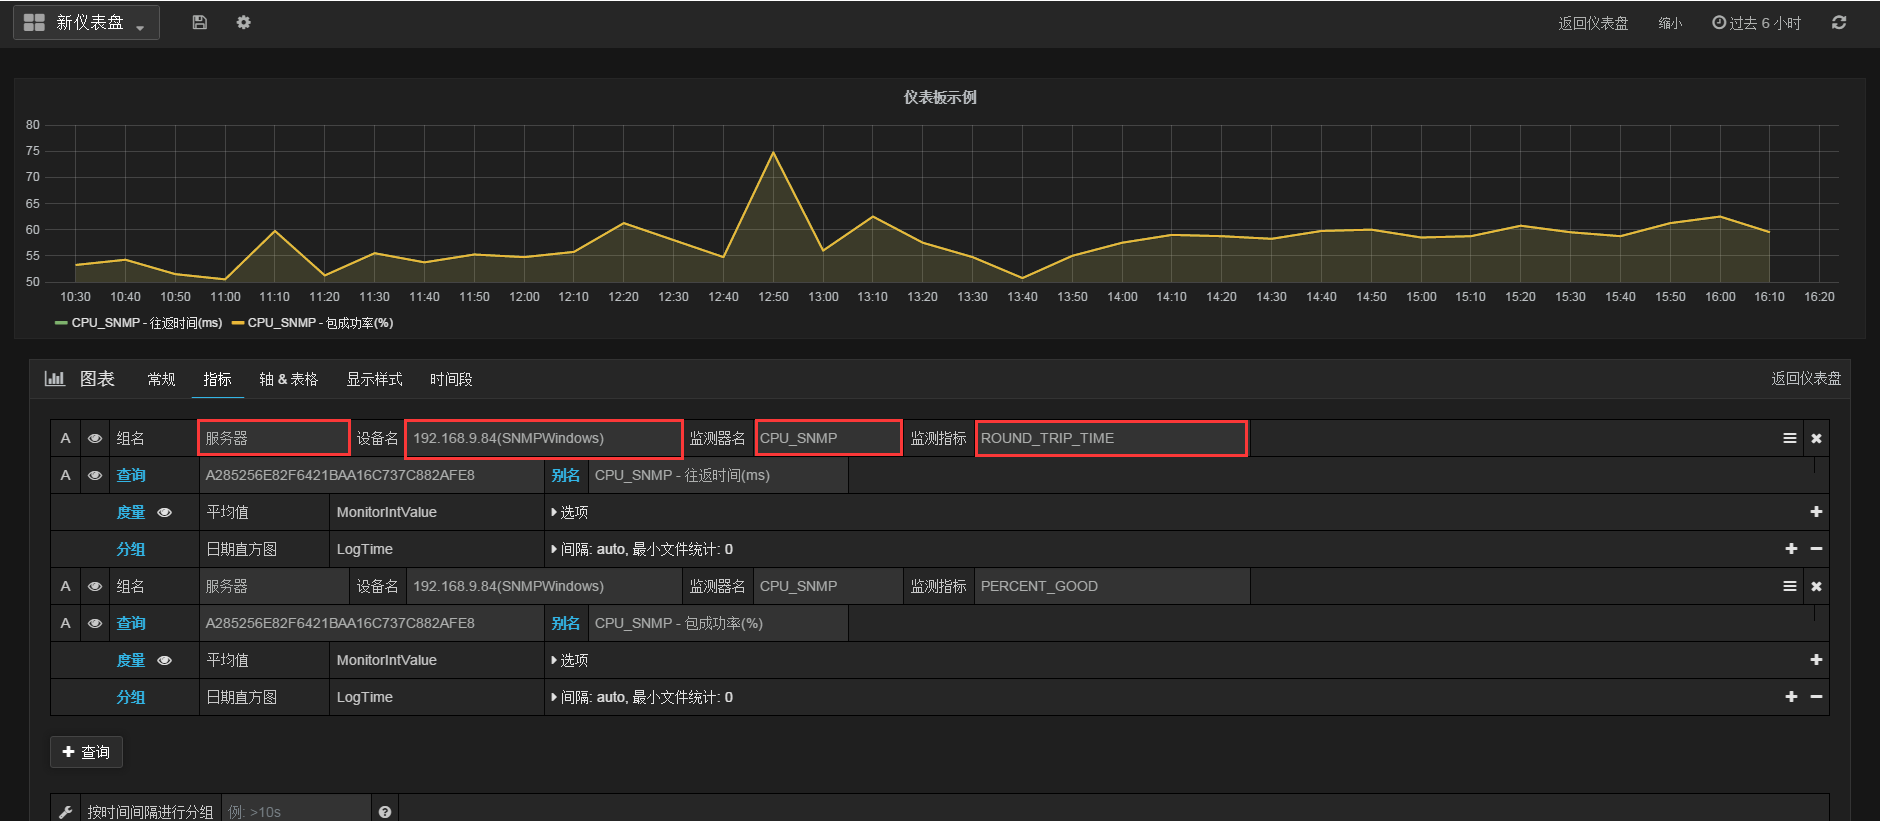 新仪表盘 返回仪表盘 缩小 过去 6 小时
仪表板示例
80
75
70
65
60
55
50
10:30 10:40 10:50 11:00 11:10 11:20 11:30 11:40 11:50 12:00 12:10 12:20 12:30 12:40 12:50 13:00 13:10 13:20 13:30 13:40 13:50 14:00 14:10 14:20 14:30 14:40 14:50 15:00 15:10 15:20 15:30 15:40 15:50 16:00 16:10 16:20
CPU_SNMP - 往返时间(ms) CPU_SNMP - 包成功率(%)
图表 常规 指标 轴 & 表格 显示样式 时间段 返回仪表盘
A 组名 服务器 设备名 192.168.9.84(SNMPWindows) 监测器名 CPU_SNMP 监测指标 ROUND_TRIP_TIME
A 查询 A285256E82F6421BAA16C737C882AFE8 别名 CPU_SNMP - 往返时间(ms)
度量 平均值 MonitorIntValue 选项
分组 日期直方图 LogTime 间隔: auto, 最小文件统计: 0
A 组名 服务器 设备名 192.168.9.84(SNMPWindows) 监测器名 CPU_SNMP 监测指标 PERCENT_GOOD
A 查询 A285256E82F6421BAA16C737C882AFE8 别名 CPU_SNMP - 包成功率(%)
度量 平均值 MonitorIntValue 选项
分组 日期直方图 LogTime 间隔: auto, 最小文件统计: 0
查询
按时间间隔进行分组 例: >10s